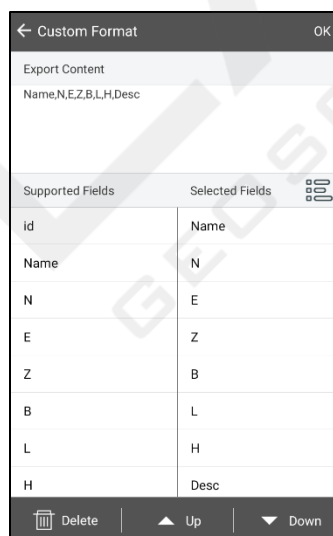 Custom Format OK
Export Content
Name,N,E,Z,B,L,H,Desc
Supported Fields Selected Fields
id Name
Name N
N E
E Z
Z B
B L
L H
H Desc
Delete Up Down